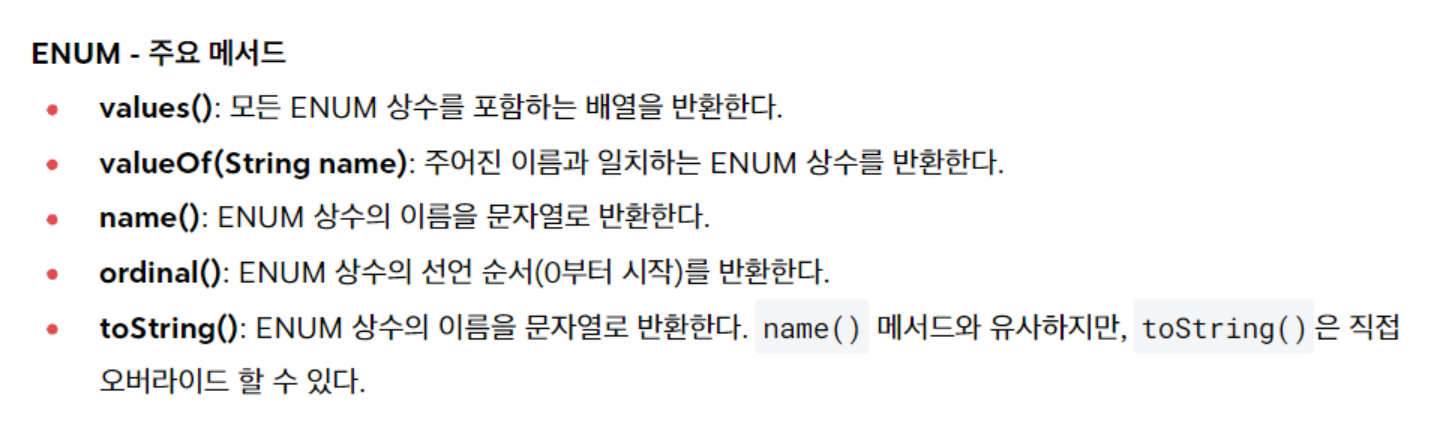 ENUM - 주요 메서드
• values(): 모든 ENUM 상수를 포함하는 배열을 반환한다.
• valueOf(String name): 주어진 이름과 일치하는 ENUM 상수를 반환한다.
• name(): ENUM 상수의 이름을 문자열로 반환한다.
• ordinal(): ENUM 상수의 선언 순서(0부터 시작)를 반환한다.
• toString(): ENUM 상수의 이름을 문자열로 반환한다. name() 메서드와 유사하지만, toString()은 직접
오버라이드 할 수 있다.